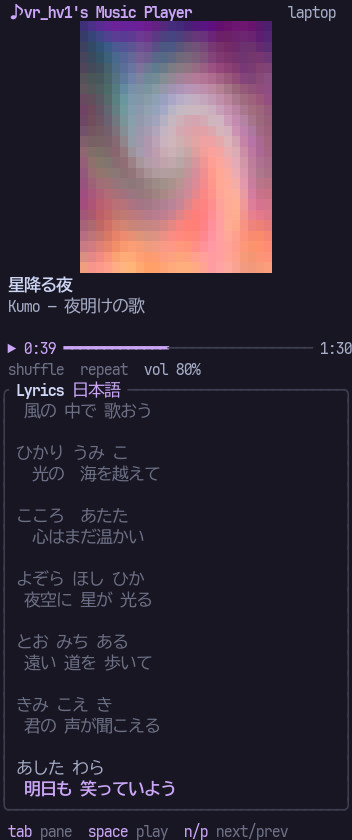 ♪vr_hv1's Music Player laptop
星降る夜
Kumo — 夜明けの歌
▶ 0:39 1:30
shuffle repeat vol 80%
Lyrics 日本語
風の 中で 歌おう
ひかり うみ こ
光の 海を越えて
こころ あたた
心はまだ温かい
よぞら ほし ひか
夜空に 星が 光る
とお みち ある
遠い 道を 歩いて
きみ こえ き
君の 声が聞こえる
あした わら
明日も 笑っていよう
tab pane space play n/p next/prev